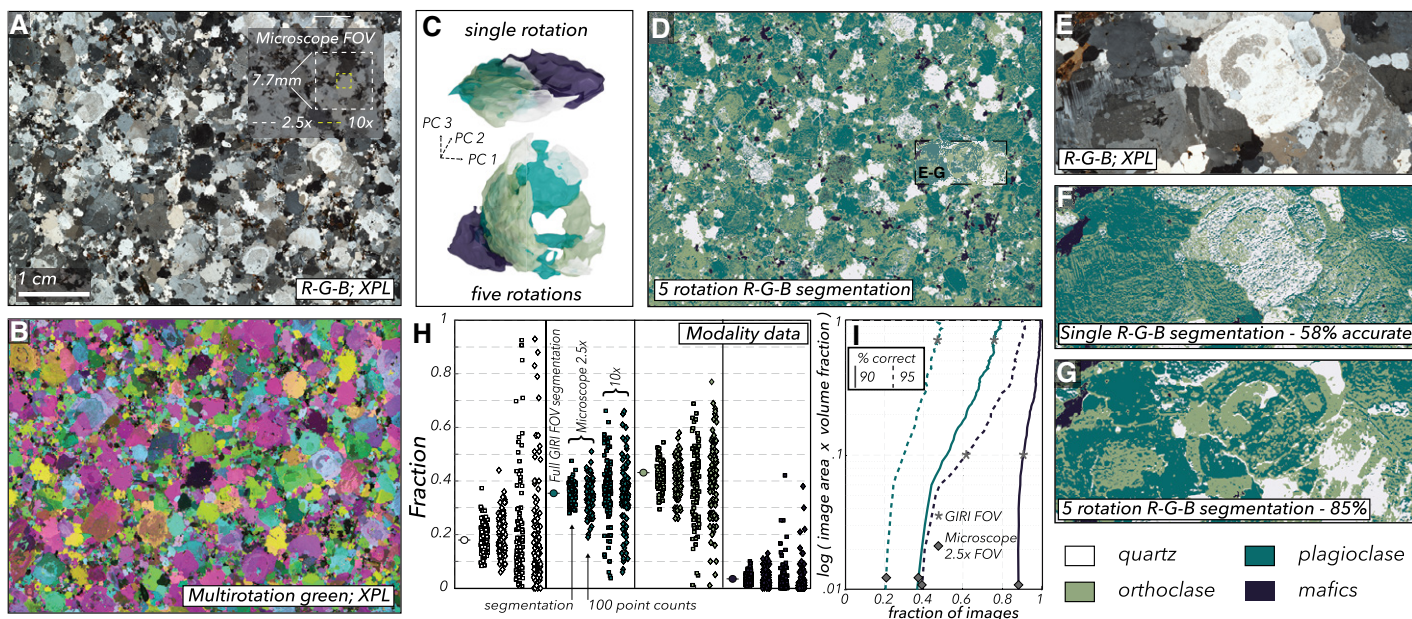 A
Microscope FOV
7.7mm
2.5x
10x
1 cm
R-G-B; XPL
B
Multirotation green; XPL
C
single rotation
PC 3
PC 2
PC 1
five rotations
D
E-G
5 rotation R-G-B segmentation
E
R-G-B; XPL
F
Single R-G-B segmentation - 58% accurate
G
5 rotation R-G-B segmentation - 85%
H
Modality data
Full GIRI FOV segmentation
Microscope 2.5x
10x
Fraction
1
0.8
0.6
0.4
0.2
0
segmentation
100 point counts
I
% correct
90
95
GIRI FOV
Microscope
2.5x FOV
log ( image area x volume fraction )
1
.1
.01
0
0.2
0.4
0.6
0.8
1
fraction of images
quartz
plagioclase
orthoclase
mafics